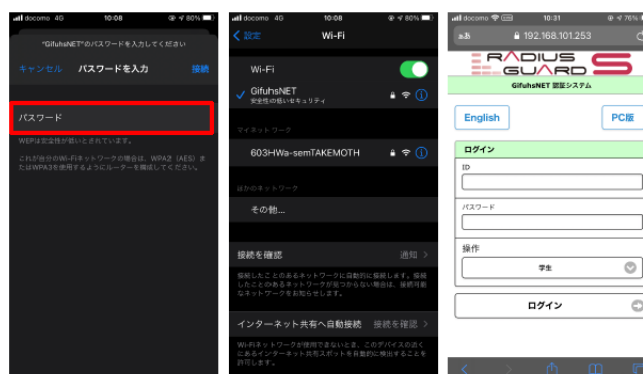 docomo 4G 10:08 80%
"GifuhsNET"のパスワードを入力してください
キャンセル パスワードを入力 接続
パスワード
WEPは安全性が低いとされています。
これが自分のWi-Fiネットワークの場合は、WPA2（AES）ま
たはWPA3を使用するようにルーターを構成してください。
docomo 4G 10:08 80%
設定 Wi-Fi
Wi-Fi
GifuhsNET
安全性の低いセキュリティ
マイネットワーク
603HWa-semTAKEMOTH
ほかのネットワーク
その他...
接続を確認 通知
接続したことのあるネットワークに自動的に接続します。接続
したことのあるネットワークが見つからない場合は、接続可能
なネットワークをお知らせします。
インターネット共有へ自動接続 接続を確認
Wi-Fiネットワークが使用できないとき、このデバイスの近く
にあるインターネット共有スポットを自動的に検出することを
許可します。
docomo 10:31 76%
ぁあ 192.168.101.253
RADIUS
GUARD S
GifuhsNET 認証システム
English PC版
ログイン
ID
パスワード
操作
学生
ログイン